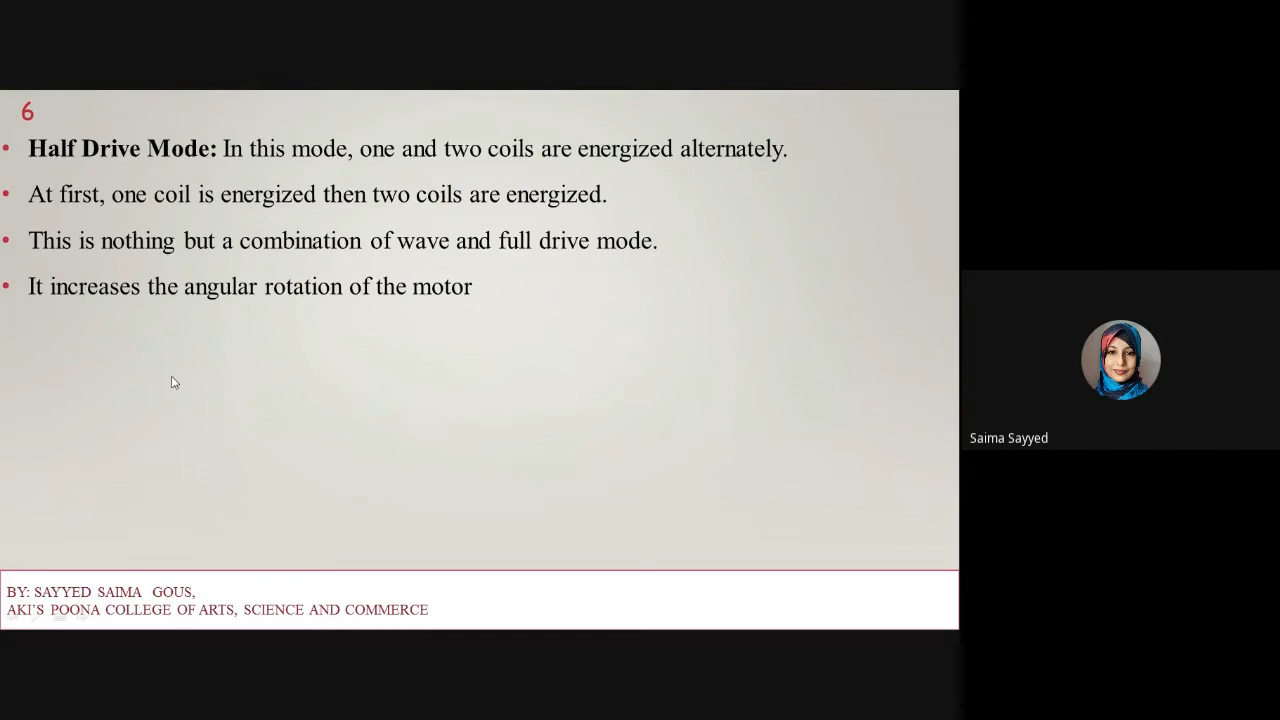 6
• Half Drive Mode: In this mode, one and two coils are energized alternately.
• At first, one coil is energized then two coils are energized.
• This is nothing but a combination of wave and full drive mode.
• It increases the angular rotation of the motor
BY: SAYYED SAIMA GOUS,
AKI'S POONA COLLEGE OF ARTS, SCIENCE AND COMMERCE
Saima Sayyed